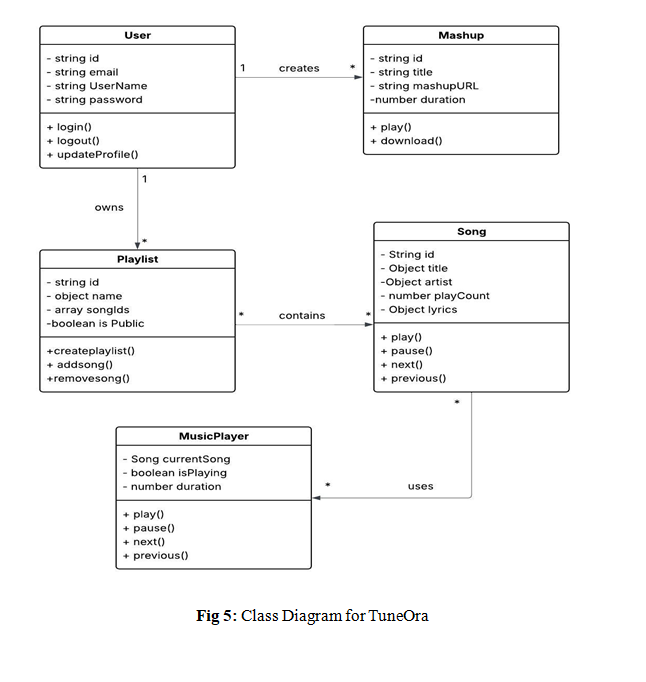 User
- string id
- string email
- string UserName
- string password
+ login()
+ logout()
+ updateProfile()
1
creates
*
Mashup
- string id
- string title
- string mashupURL
-number duration
+ play()
+ download()
1
owns
*
Playlist
- string id
- object name
- array songIds
-boolean is Public
+createplaylist()
+ addsong()
+removesong()
*
contains
*
Song
- String id
- Object title
-Object artist
- number playCount
- Object lyrics
+ play()
+ pause()
+ next()
+ previous()
*
uses
*
MusicPlayer
- Song currentSong
- boolean isPlaying
- number duration
+ play()
+ pause()
+ next()
+ previous()
Fig 5: Class Diagram for TuneOra